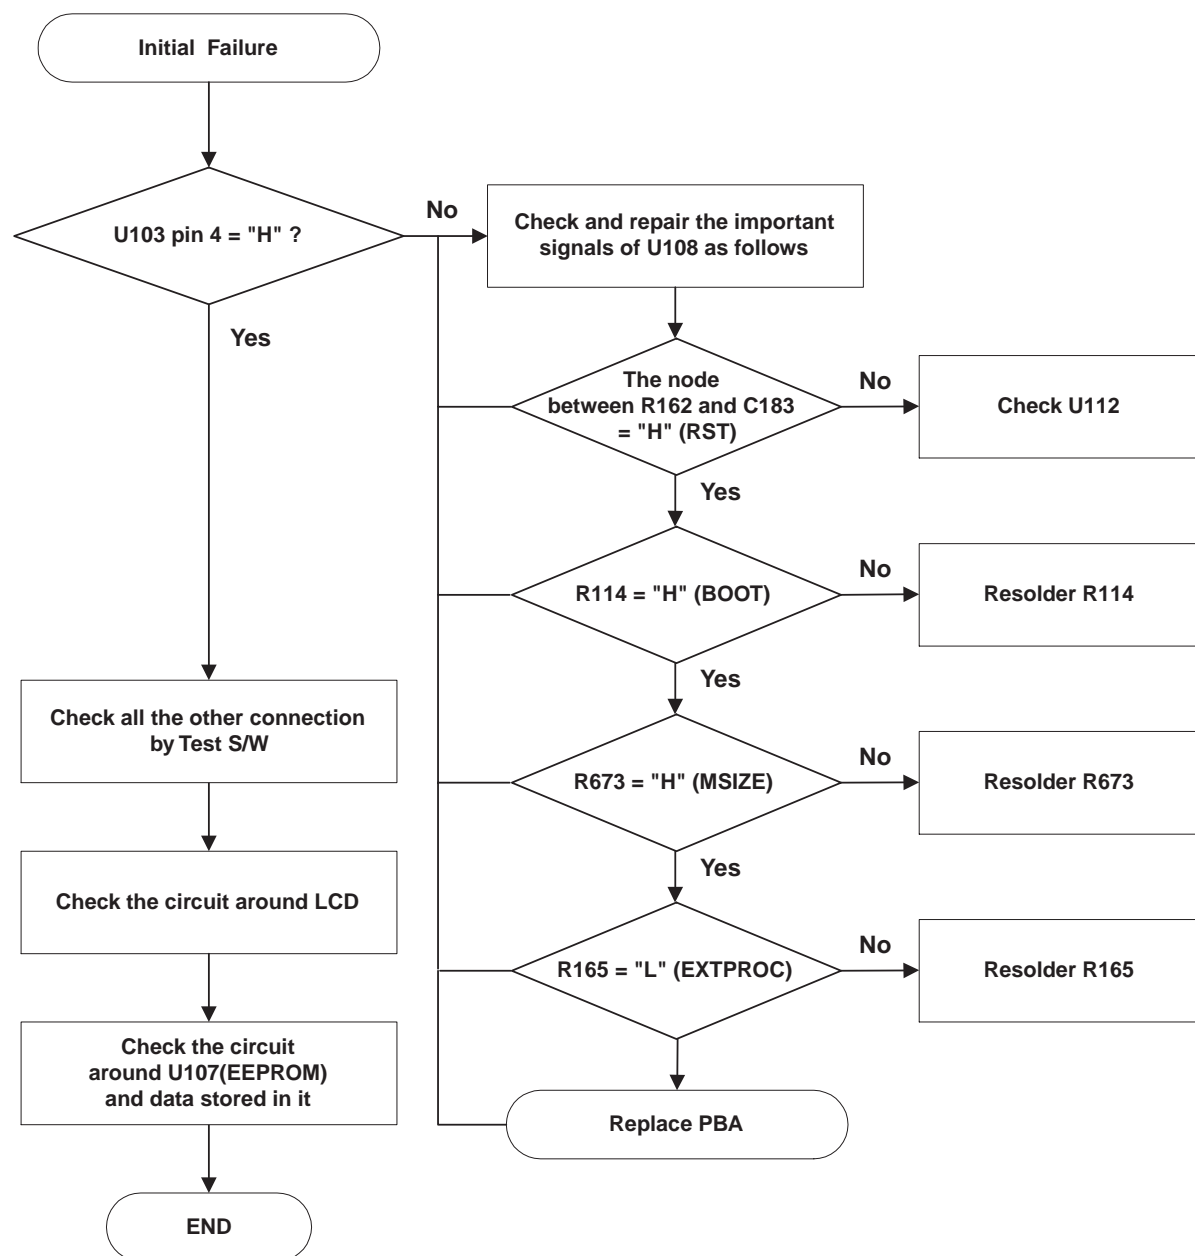 Initial Failure
U103 pin 4 = "H" ?
No
Check and repair the important
signals of U108 as follows
Yes
The node
between R162 and C183
= "H" (RST)
No
Check U112
Yes
R114 = "H" (BOOT)
No
Resolder R114
Yes
Check all the other connection
by Test S/W
R673 = "H" (MSIZE)
No
Resolder R673
Yes
Check the circuit around LCD
R165 = "L" (EXTPROC)
No
Resolder R165
Check the circuit
around U107(EEPROM)
and data stored in it
Replace PBA
END